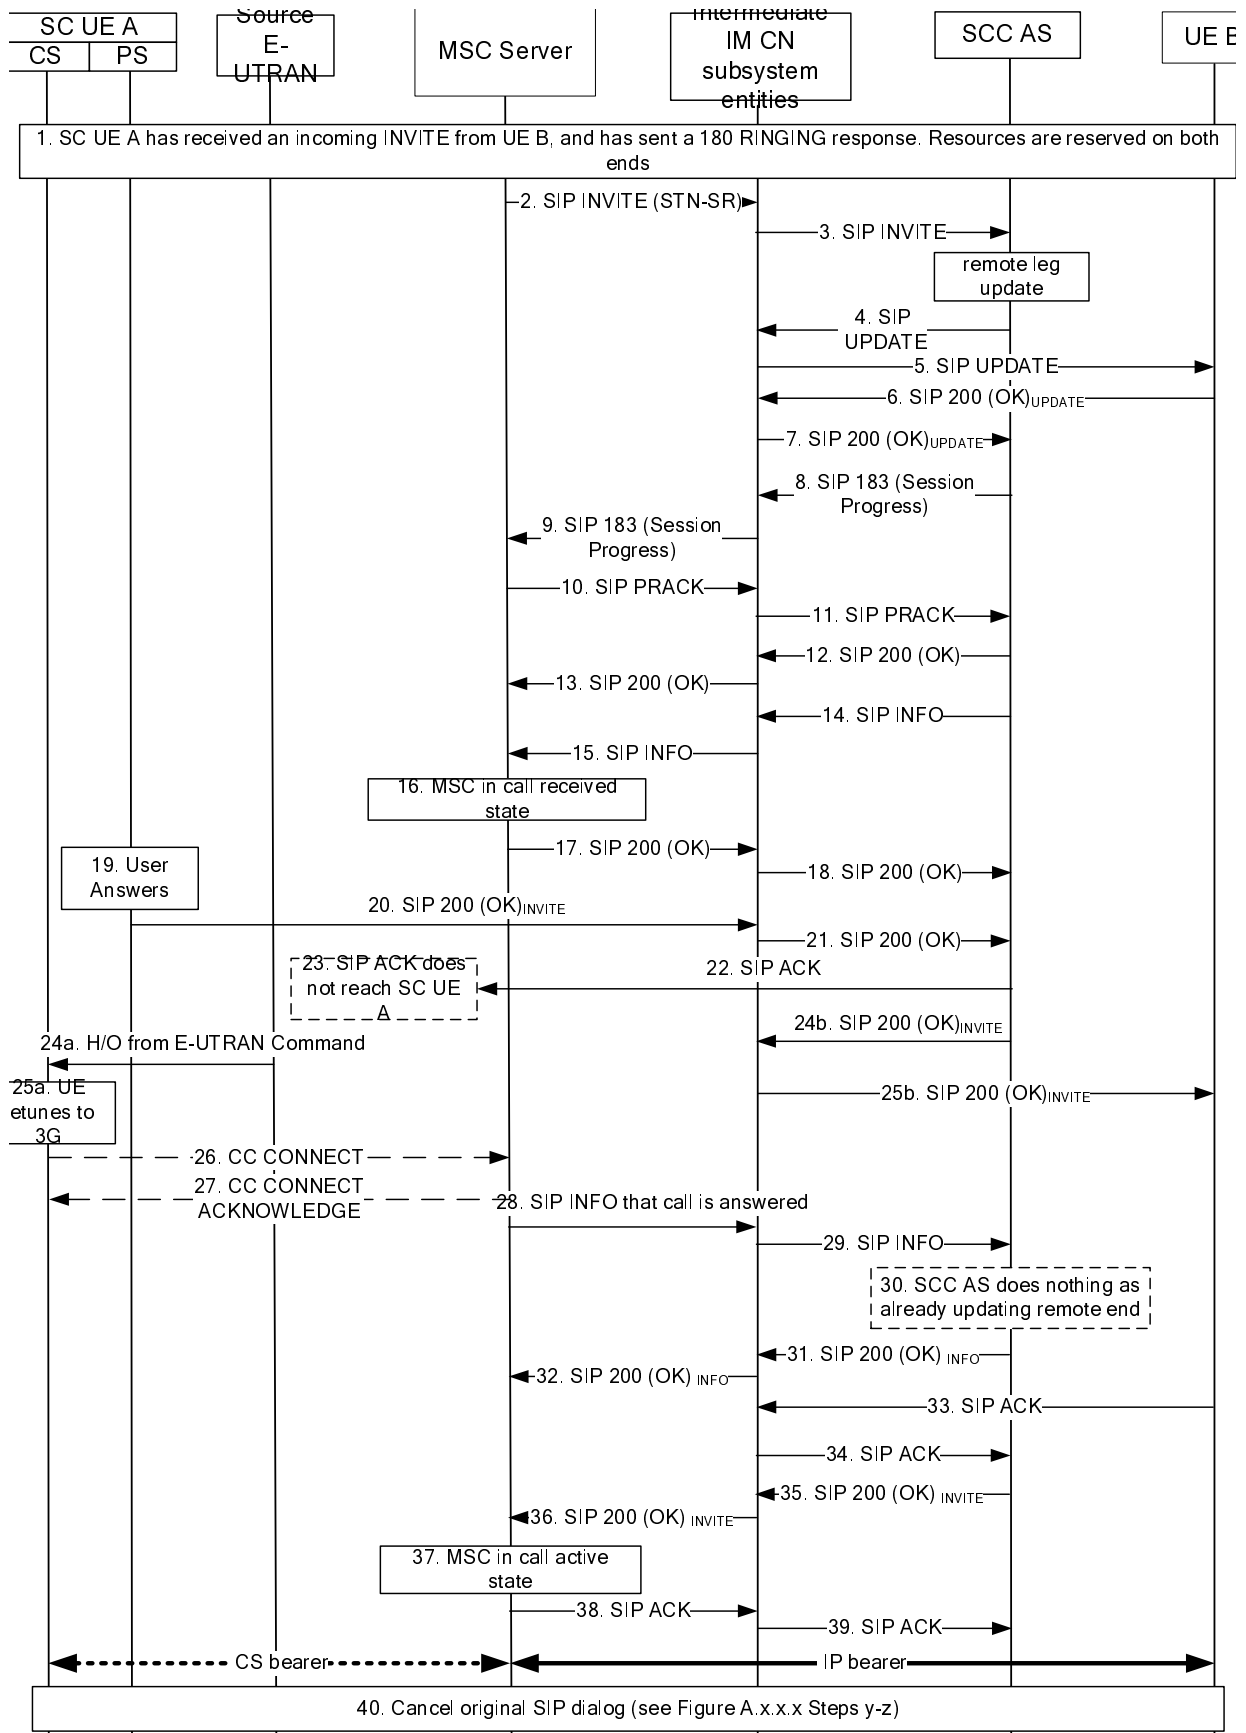 SC UE A
CS
PS
Source
E-
UTRAN
MSC Server
Intermediate
IM CN
subsystem
entities
SCC AS
UE B
1. SC UE A has received an incoming INVITE from UE B, and has sent a 180 RINGING response. Resources are reserved on both
ends
2. SIP INVITE (STN-SR)
3. SIP INVITE
remote leg
update
4. SIP
UPDATE
5. SIP UPDATE
6. SIP 200 (OK)UPDATE
7. SIP 200 (OK)UPDATE
8. SIP 183 (Session
Progress)
9. SIP 183 (Session
Progress)
10. SIP PRACK
11. SIP PRACK
12. SIP 200 (OK)
13. SIP 200 (OK)
14. SIP INFO
15. SIP INFO
16. MSC in call received
state
17. SIP 200 (OK)
18. SIP 200 (OK)
19. User
Answers
20. SIP 200 (OK)INVITE
21. SIP 200 (OK)
22. SIP ACK
23. SIP ACK does
not reach SC UE
A
24b. SIP 200 (OK)INVITE
24a. H/O from E-UTRAN Command
25a. UE
etunes to
3G
25b. SIP 200 (OK)INVITE
26. CC CONNECT
27. CC CONNECT
ACKNOWLEDGE
28. SIP INFO that call is answered
29. SIP INFO
30. SCC AS does nothing as
already updating remote end
31. SIP 200 (OK) INFO
32. SIP 200 (OK) INFO
33. SIP ACK
34. SIP ACK
35. SIP 200 (OK) INVITE
36. SIP 200 (OK) INVITE
37. MSC in call active
state
38. SIP ACK
39. SIP ACK
CS bearer
IP bearer
40. Cancel original SIP dialog (see Figure A.x.x.x Steps y-z)